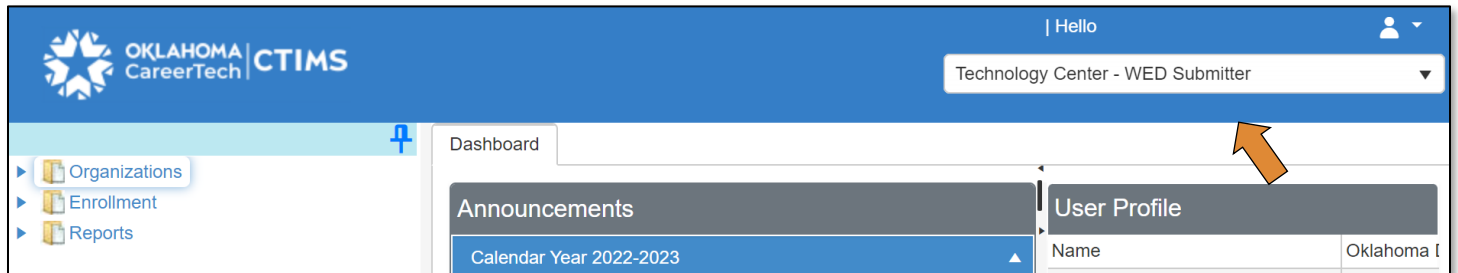 | Hello
OKLAHOMA
CareerTech
CTIMS
Technology Center - WED Submitter
Dashboard
Organizations
Enrollment
Reports
Announcements
Calendar Year 2022-2023
User Profile
Name
Oklahoma